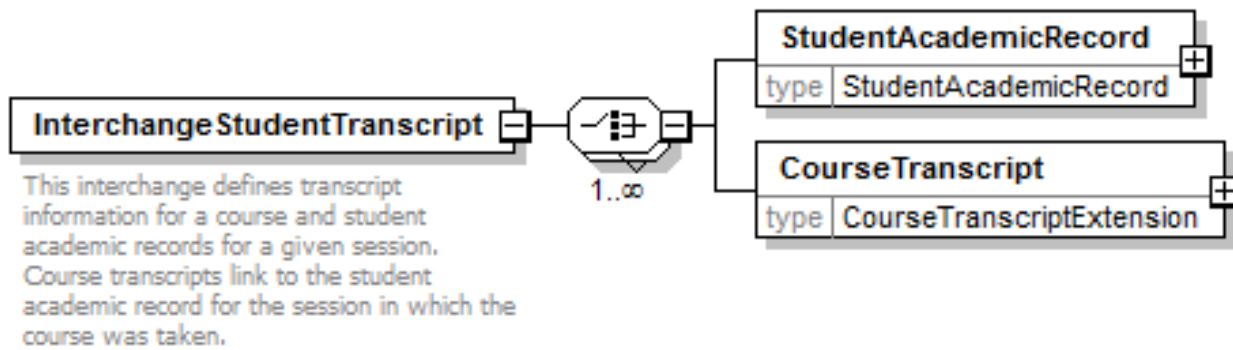 StudentAcademicRecord
type StudentAcademicRecord
InterchangeStudentTranscript
1..∞
CourseTranscript
type CourseTranscriptExtension
This interchange defines transcript
information for a course and student
academic records for a given session.
Course transcripts link to the student
academic record for the session in which the
course was taken.